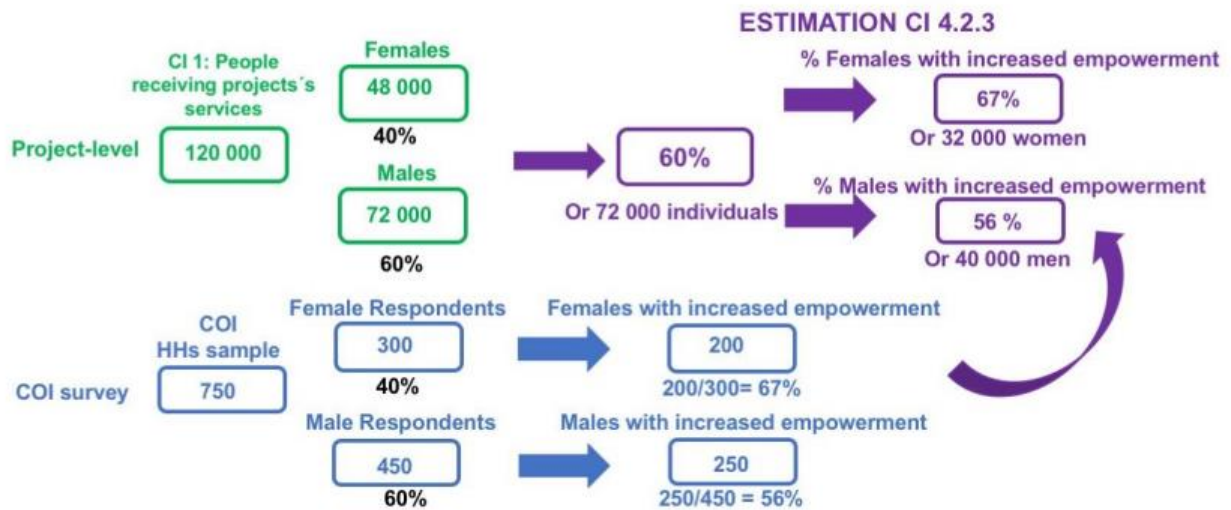 ESTIMATION CI 4.2.3
Females
CI 1: People
receiving projects´s
services
48 000
40%
Project-level
120 000
Males
72 000
60%
60%
Or 72 000 individuals
% Females with increased empowerment
67%
Or 32 000 women
% Males with increased empowerment
56 %
Or 40 000 men
COI
HHs sample
COI survey
750
Female Respondents
300
40%
Females with increased empowerment
200
200/300= 67%
Male Respondents
450
60%
Males with increased empowerment
250
250/450 = 56%